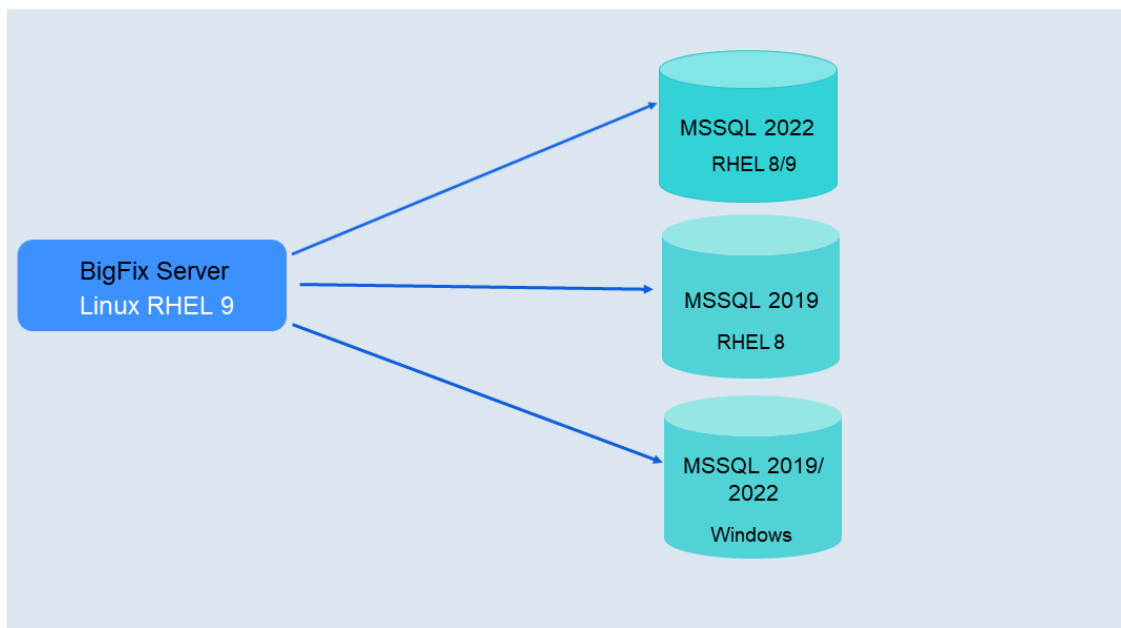 BigFix Server
Linux RHEL 9
MSSQL 2022
RHEL 8/9
MSSQL 2019
RHEL 8
MSSQL 2019/
2022
Windows